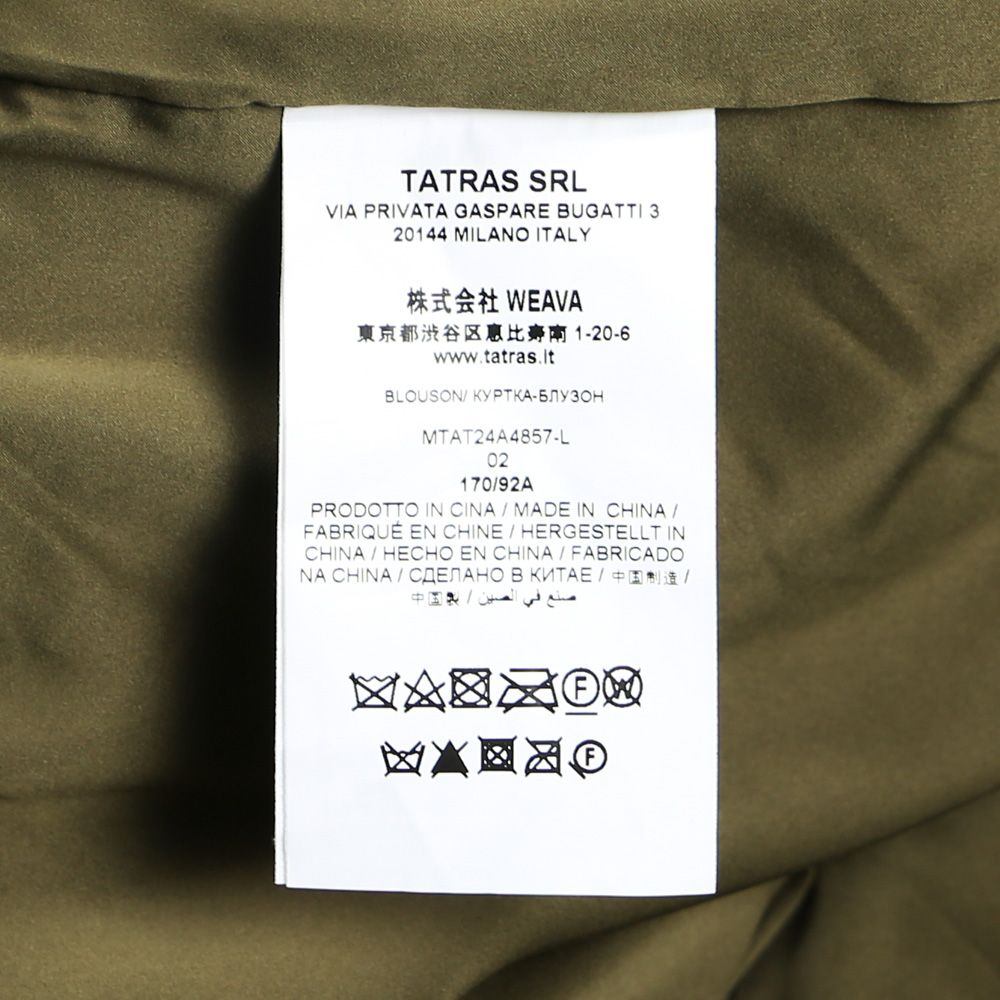 TATRAS SRL
VIA PRIVATA GASPARE BUGATTI 3
20144 MILANO ITALY
株式会社 WEAVA
東京都渋谷区恵比寿南 1-20-6
www.tatras.it
BLOUSON/ КУРТКА-БЛУЗОН
MTAT24A4857-L
02
170/92A
PRODOTTO IN CINA / MADE IN CHINA /
FABRIQUÉ EN CHINE / HERGESTELLT IN
CHINA / HECHO EN CHINA / FABRICADO
NA CHINA / СДЕЛАНО В КИТАЕ / 中国制造 /
中国製 / صنع في الصين
F W
F